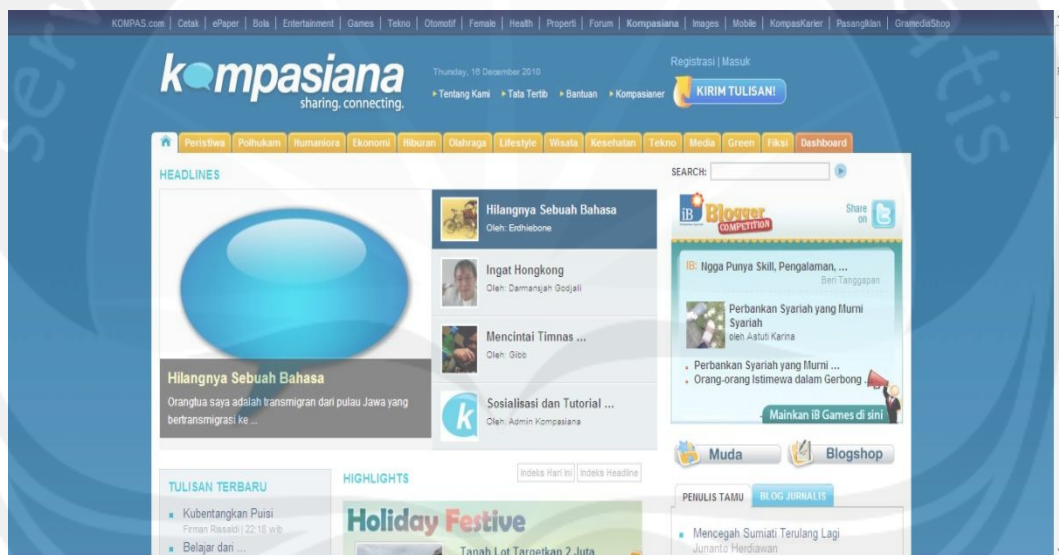 KOMPAS.com | Cetak | ePaper | Bola | Entertainment | Games | Tekno | Otomotif | Female | Health | Properti | Forum | Kompasiana | Images | Mobile | KompasKarier | PasangIklan | GramediaShop
kompasiana
sharing. connecting.
Thursday, 16 December 2010
Tentang Kami Tata Tertib Bantuan Kompasianer
Registrasi | Masuk
KIRIM TULISAN!
Peristiwa Polhukam Humaniora Ekonomi Hiburan Olahraga Lifestyle Wisata Kesehatan Tekno Media Green Fiksi Dashboard
HEADLINES
Hilangnya Sebuah Bahasa
Orangtua saya adalah transmigran dari pulau Jawa yang
bertransmigrasi ke ...
Hilangnya Sebuah Bahasa
Oleh: Erdhiebone
Ingat Hongkong
Oleh: Darmansjah Godjali
Mencintai Timnas ...
Oleh: Gibb
Sosialisasi dan Tutorial ...
Oleh: Admin Kompasiana
SEARCH:
iB Blogger
COMPETITION
Share
on
IB: Ngga Punya Skill, Pengalaman, ...
Beri Tanggapan
Perbankan Syariah yang Murni
Syariah
oleh Astuti Karina
Perbankan Syariah yang Murni ...
Orang-orang Istimewa dalam Gerbong ...
Mainkan iB Games di sini
Muda Blogshop
TULISAN TERBARU
Kubentangkan Puisi
Firman Rissaldi | 22:18 wib
Belajar dari ...
HIGHLIGHTS
Indeks Hari Ini Indeks Headline
Holiday Festive
Tanah Lot Targetkan 2 Juta
PENULIS TAMU BLOG JURNALIS
Mencegah Sumiati Terulang Lagi
Junanto Herdiawan